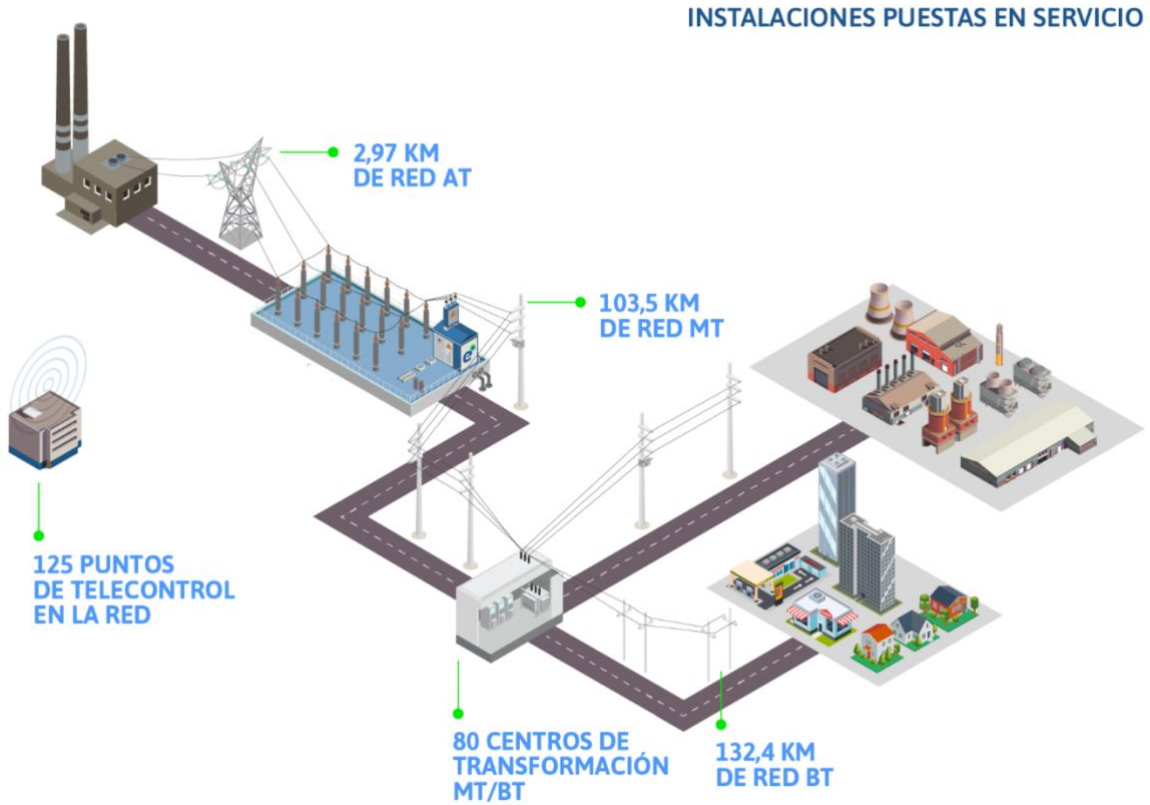 INSTALACIONES PUESTAS EN SERVICIO
2,97 KM
DE RED AT
103,5 KM
DE RED MT
e
125 PUNTOS
DE TELECONTROL
EN LA RED
80 CENTROS DE
TRANSFORMACIÓN
MT/BT
132,4 KM
DE RED BT